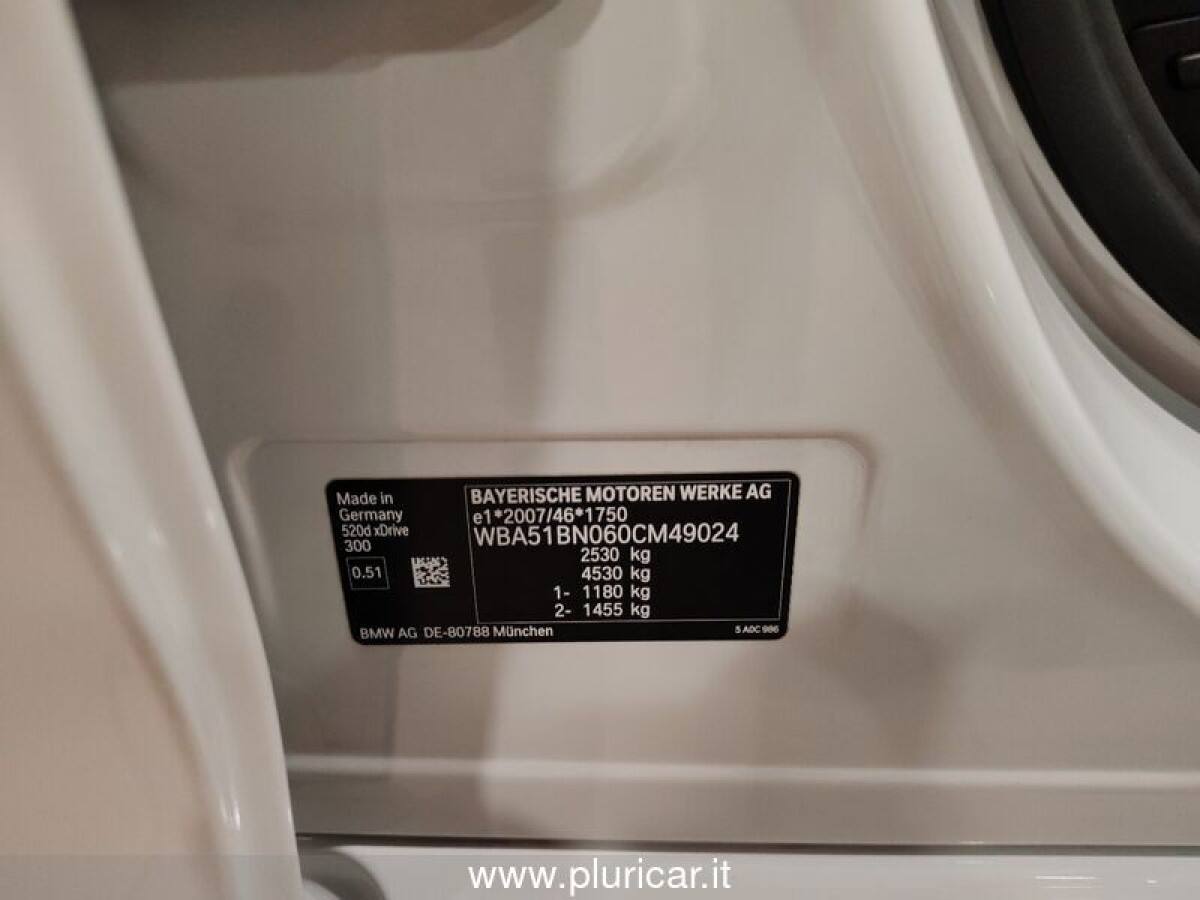 Made in
Germany
520d xDrive
300
0.51
BAYERISCHE MOTOREN WERKE AG
e1*2007/46*1750
WBA51BN060CM49024
2530 kg
4530 kg
1- 1180 kg
2- 1455 kg
BMW AG DE-80788 München
5 A0C 986
www.pluricar.it